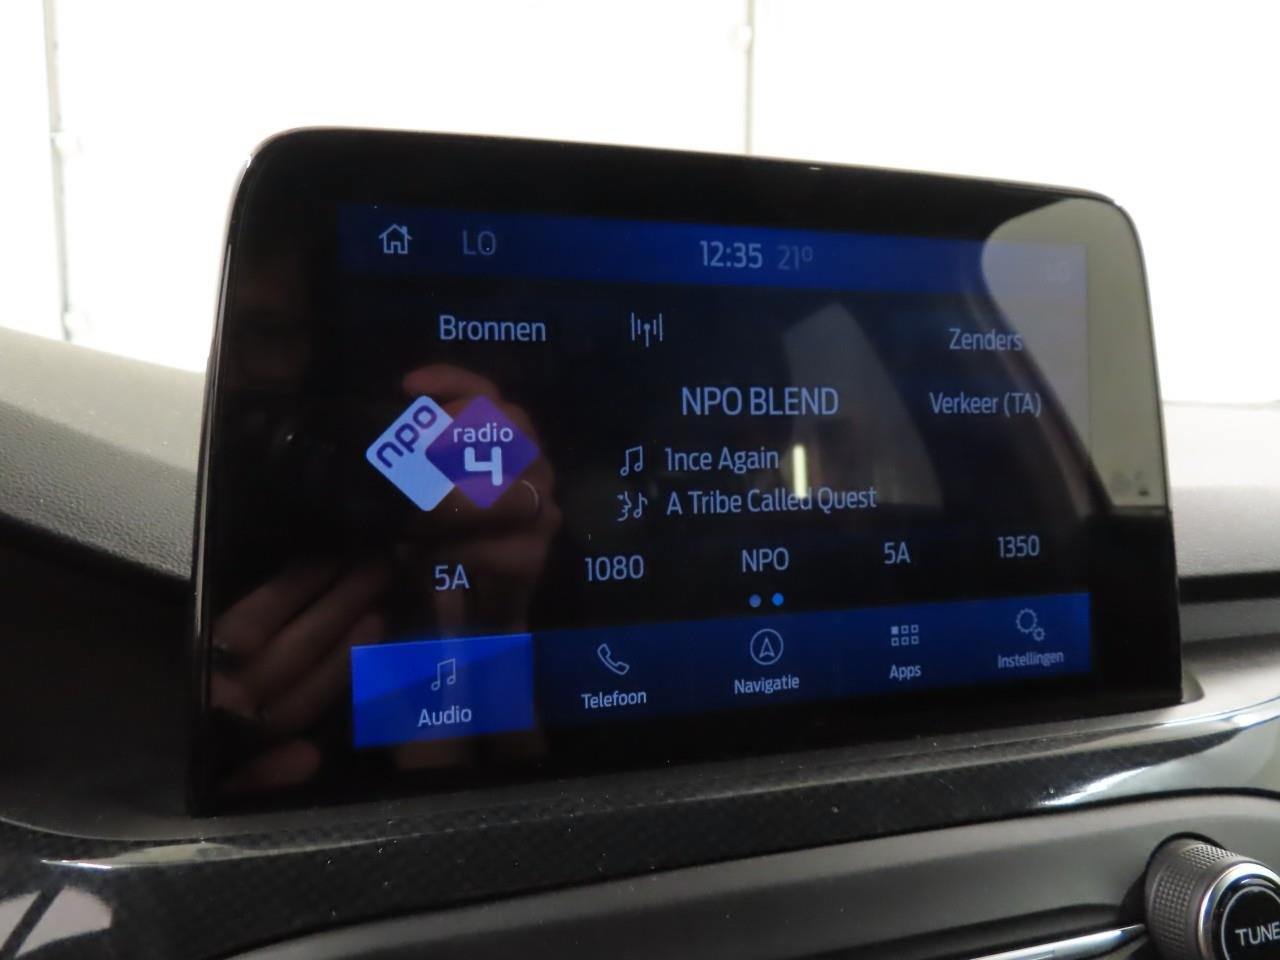 LO 12:35 21° LO
Bronnen Zenders
NPO BLEND Verkeer (TA)
npo radio 4
1nce Again
A Tribe Called Quest
5A 1080 NPO 5A 1350
Audio Telefoon Navigatie Apps Instellingen
TUNE